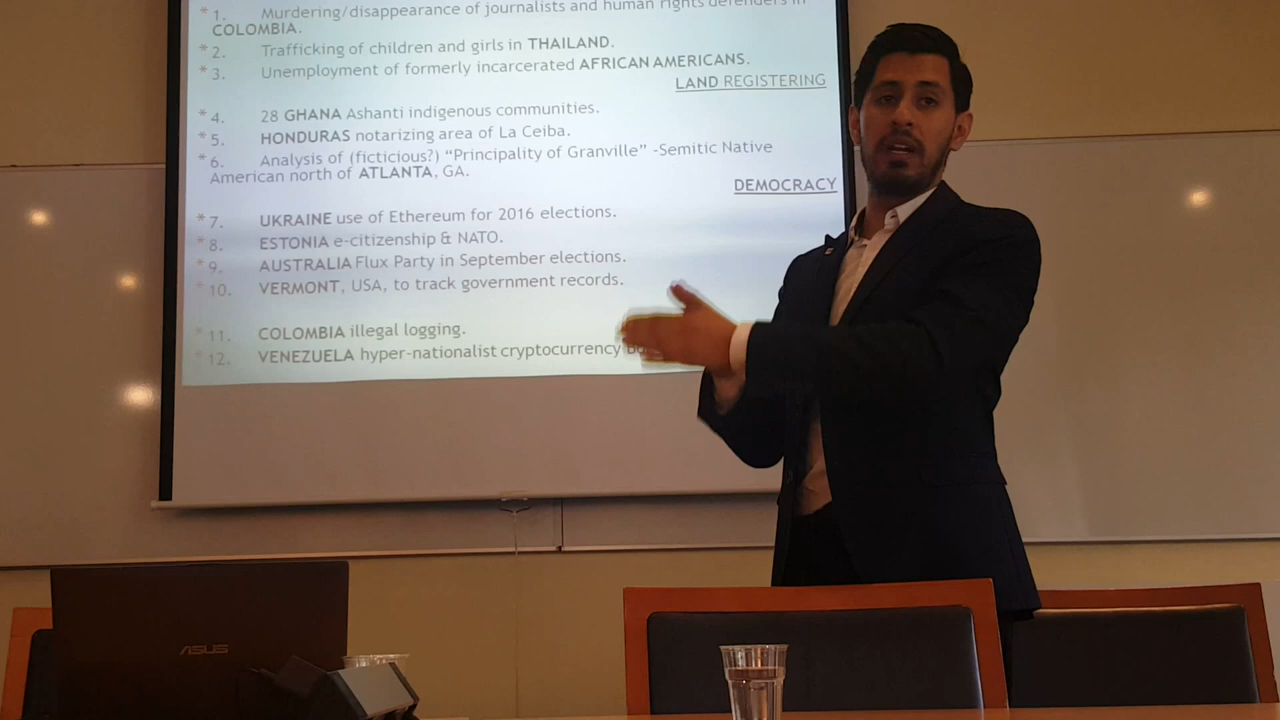 * 1. Murdering/disappearance of journalists and human rights defenders in
COLOMBIA.
* 2. Trafficking of children and girls in THAILAND.
* 3. Unemployment of formerly incarcerated AFRICAN AMERICANS.
LAND REGISTERING
* 4. 28 GHANA Ashanti indigenous communities.
* 5. HONDURAS notarizing area of La Ceiba.
* 6. Analysis of (ficticious?) “Principality of Granville” -Semitic Native
American north of ATLANTA, GA.
DEMOCRACY
* 7. UKRAINE use of Ethereum for 2016 elections.
* 8. ESTONIA e-citizenship & NATO.
* 9. AUSTRALIA Flux Party in September elections.
* 10. VERMONT, USA, to track government records.
* 11. COLOMBIA illegal logging.
* 12. VENEZUELA hyper-nationalist cryptocurrency
ASUS